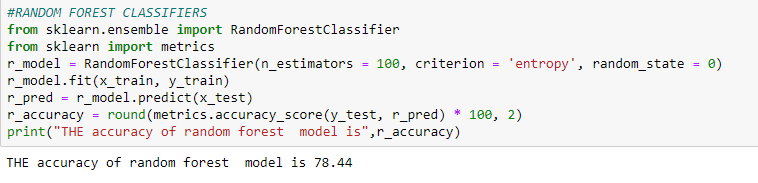 #RANDOM FOREST CLASSIFIERS
from sklearn.ensemble import RandomForestClassifier
from sklearn import metrics
r_model = RandomForestClassifier(n_estimators = 100, criterion = 'entropy', random_state = 0)
r_model.fit(x_train, y_train)
r_pred = r_model.predict(x_test)
r_accuracy = round(metrics.accuracy_score(y_test, r_pred) * 100, 2)
print("THE accuracy of random forest  model is",r_accuracy)
THE accuracy of random forest  model is 78.44